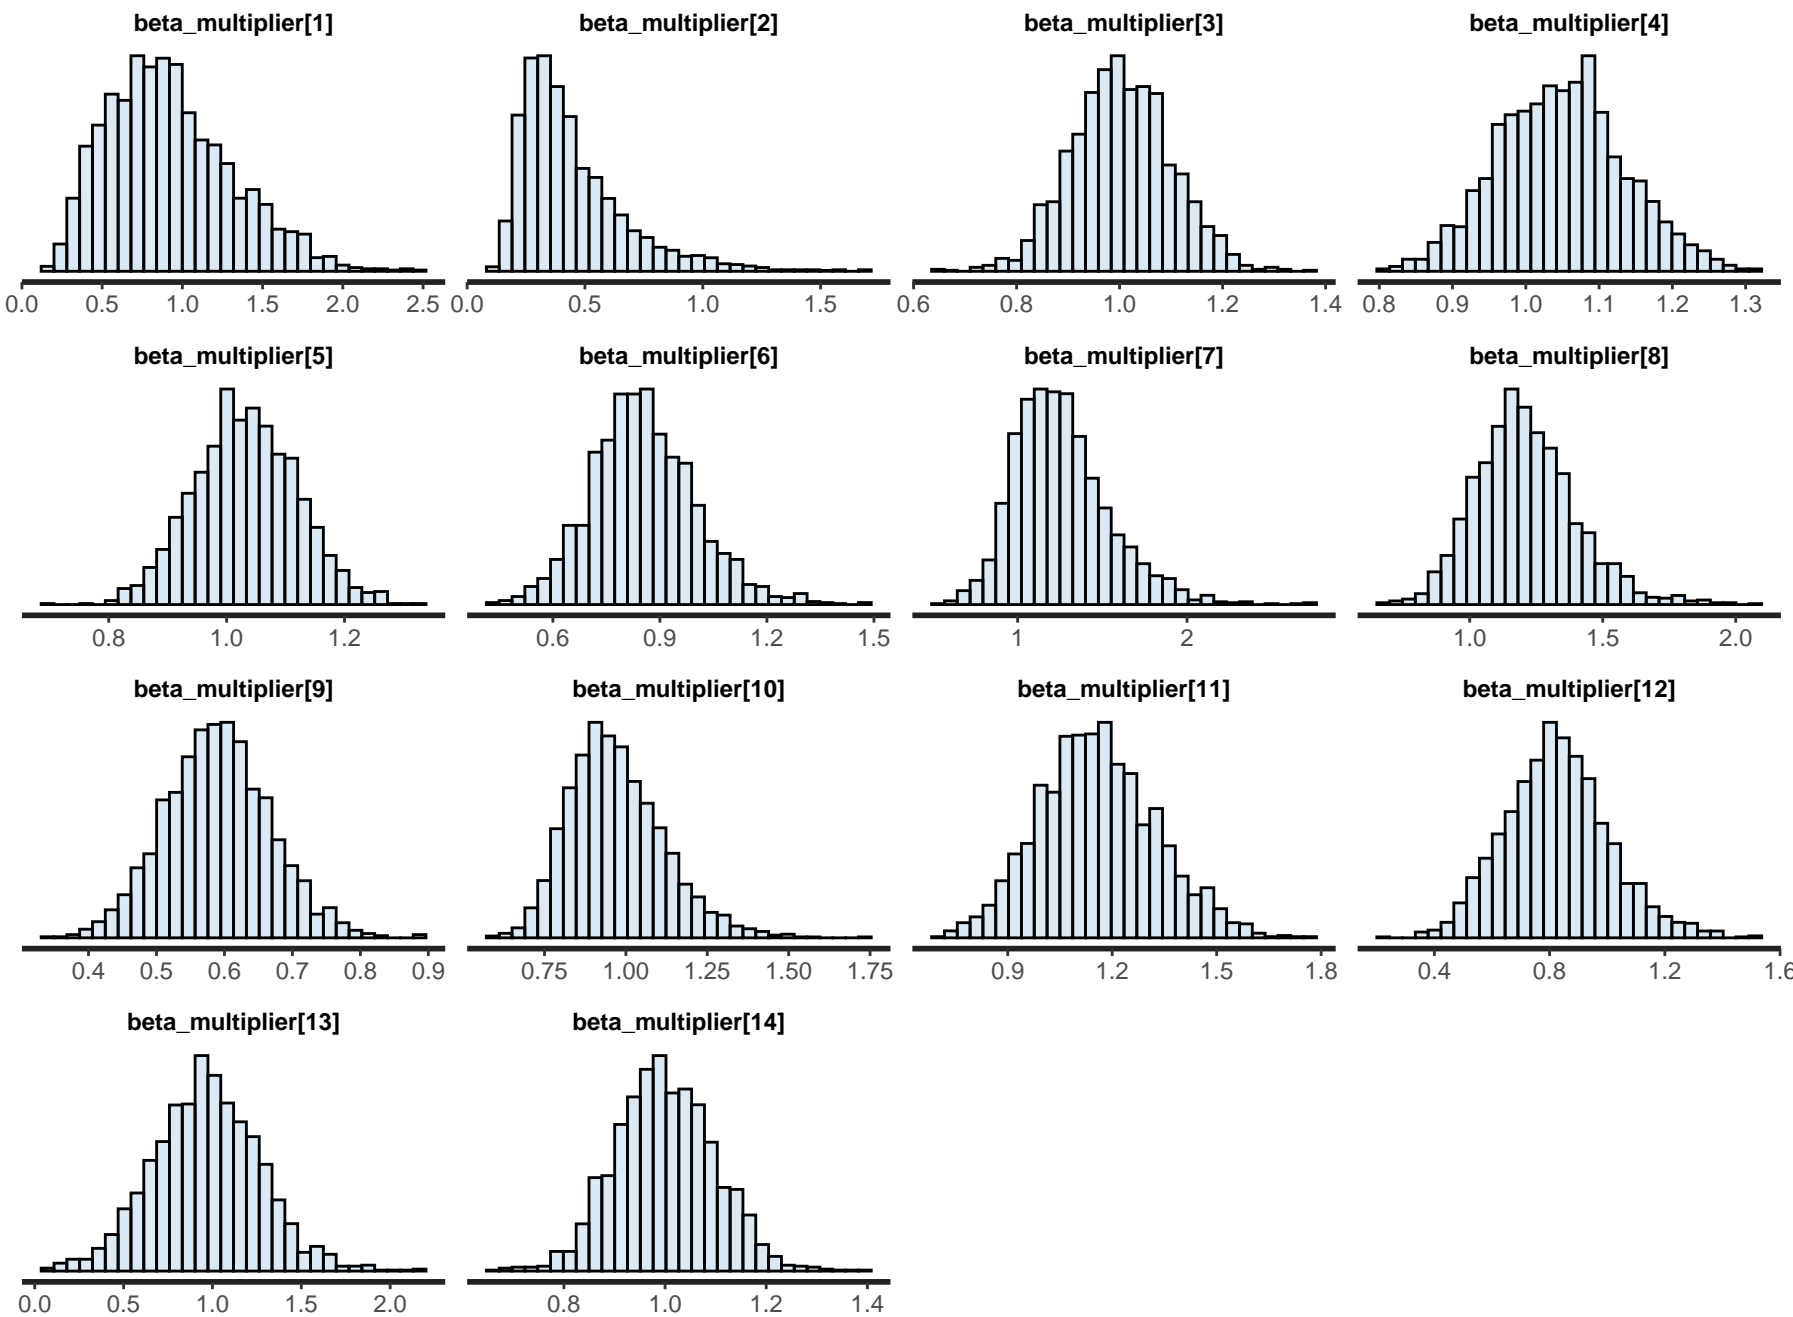 beta_multiplier[1] beta_multiplier[2] beta_multiplier[3] beta_multiplier[4]
0.0 0.5 1.0 1.5 2.0 2.5 0.0 0.5 1.0 1.5 0.6 0.8 1.0 1.2 1.4 0.8 0.9 1.0 1.1 1.2 1.3
beta_multiplier[5] beta_multiplier[6] beta_multiplier[7] beta_multiplier[8]
0.8 1.0 1.2 0.6 0.9 1.2 1.5 1 2 1.0 1.5 2.0
beta_multiplier[9] beta_multiplier[10] beta_multiplier[11] beta_multiplier[12]
0.4 0.5 0.6 0.7 0.8 0.9 0.75 1.00 1.25 1.50 1.75 0.9 1.2 1.5 1.8 0.4 0.8 1.2 1.6
beta_multiplier[13] beta_multiplier[14]
0.0 0.5 1.0 1.5 2.0 0.8 1.0 1.2 1.4